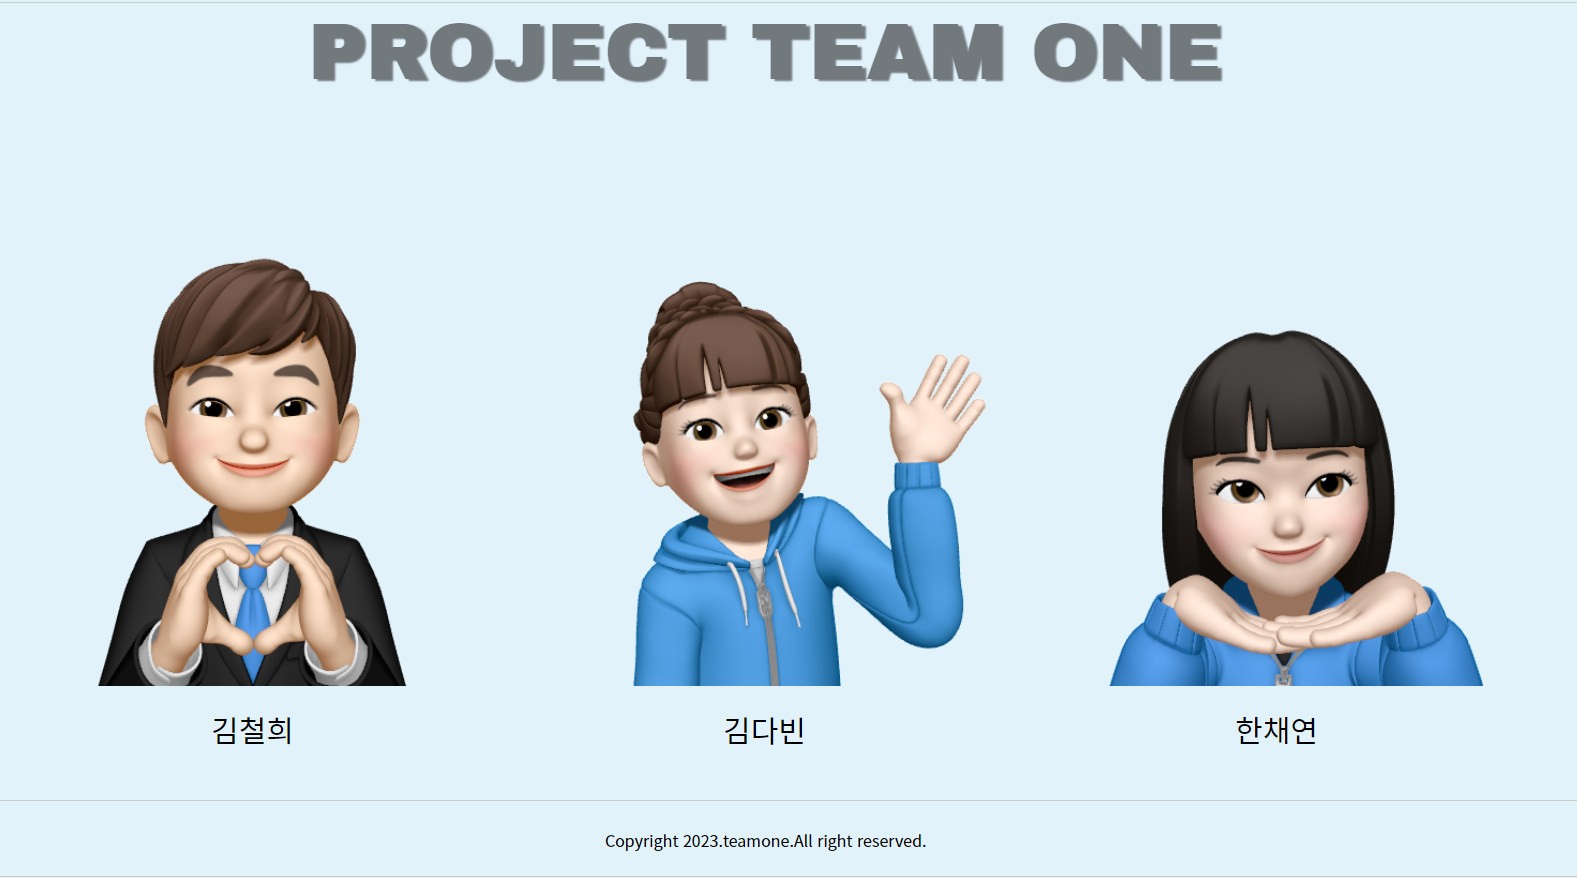 PROJECT TEAM ONE
김철희
김다빈
한채연
Copyright 2023.teamone.All right reserved.